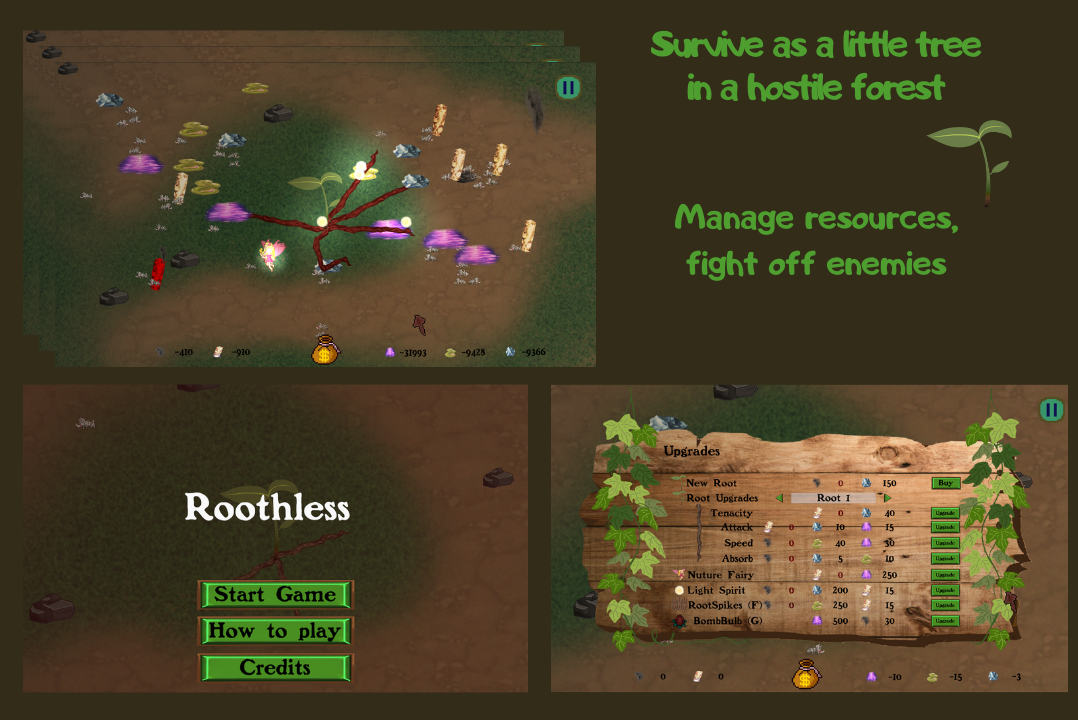 Survive as a little tree
in a hostile forest
Manage resources,
fight off enemies
-410 -910 -31993 -9428 -9366
Roothless
Start Game
How to play
Credits
Upgrades
New Root 0 150 Buy
Root Upgrades Root 1
Tenacity 0 40 Upgrade
Attack 0 10 15 Upgrade
Speed 0 40 30 Upgrade
Absorb 0 5 10 Upgrade
Nuture Fairy 0 250 Upgrade
Light Spirit 0 200 15 Upgrade
RootSpikes (F) 0 250 15 Upgrade
BombBulb (G) 500 30 Upgrade
0 0 -10 -15 -3